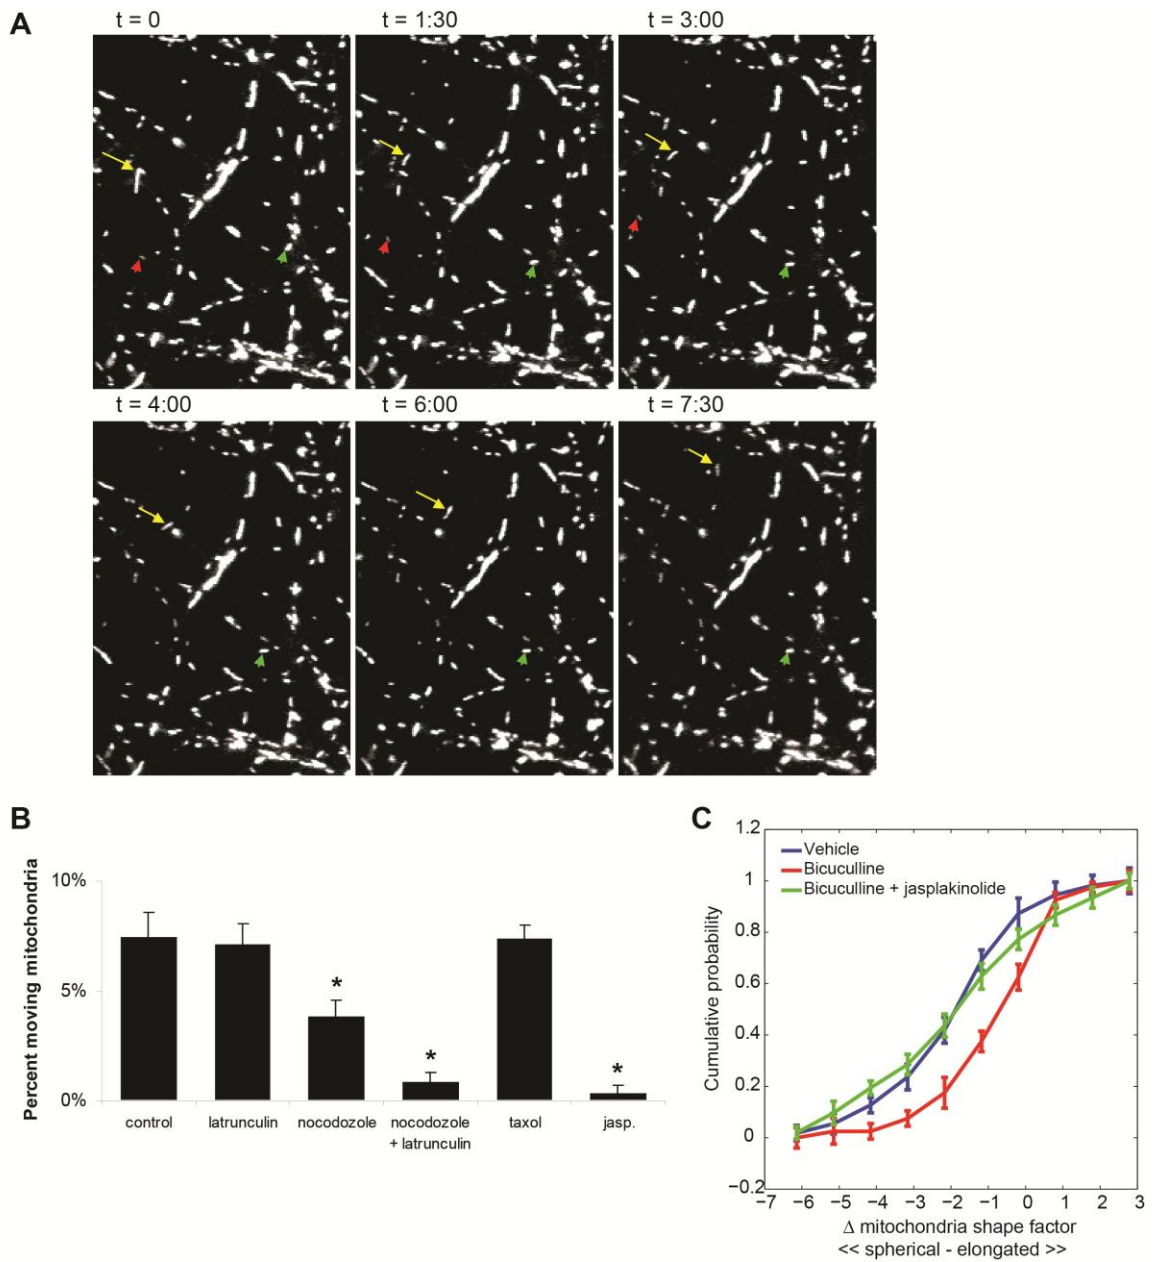 A
t = 0
t = 1:30
t = 3:00
t = 4:00
t = 6:00
t = 7:30
B
Percent moving mitochondria
10%
5%
0%
*
*
*
control
latrunculin
nocodozole
nocodozole
+ latrunculin
taxol
jasp.
C
Cumulative probability
1.2
1
0.8
0.6
0.4
0.2
0
−0.2
Vehicle
Bicuculline
Bicuculline + jasplakinolide
−7 −6 −5 −4 −3 −2 −1 0 1 2 3
Δ mitochondria shape factor
<< spherical - elongated >>